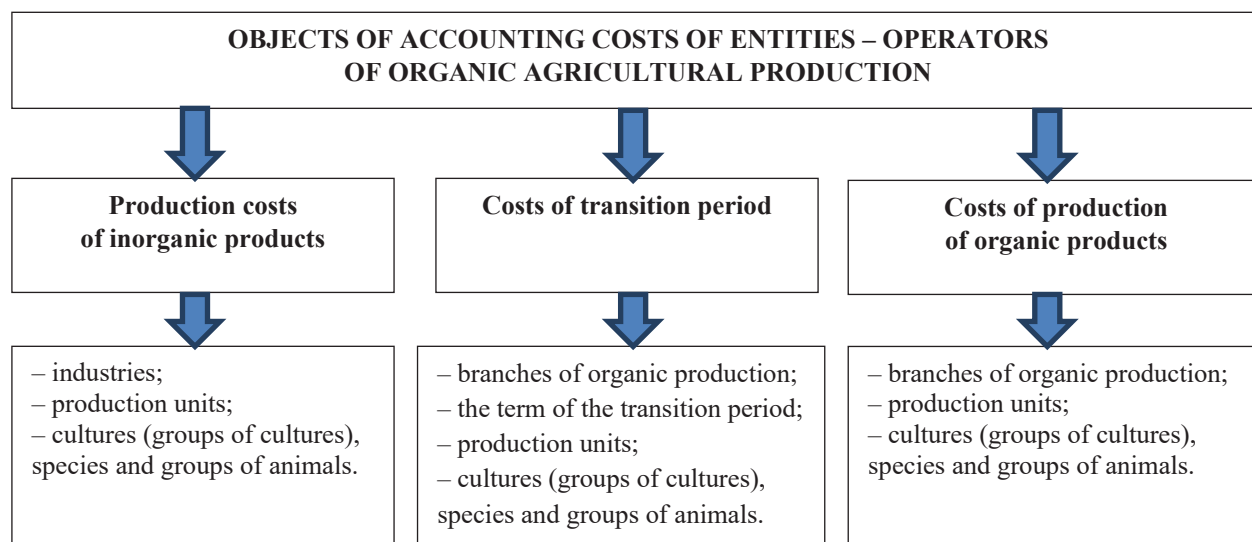 OBJECTS OF ACCOUNTING COSTS OF ENTITIES – OPERATORS
OF ORGANIC AGRICULTURAL PRODUCTION
Production costs
of inorganic products
Costs of transition period
Costs of production
of organic products
– industries;
– production units;
– cultures (groups of cultures),
species and groups of animals.
– branches of organic production;
– the term of the transition period;
– production units;
– cultures (groups of cultures),
species and groups of animals.
– branches of organic production;
– production units;
– cultures (groups of cultures),
species and groups of animals.